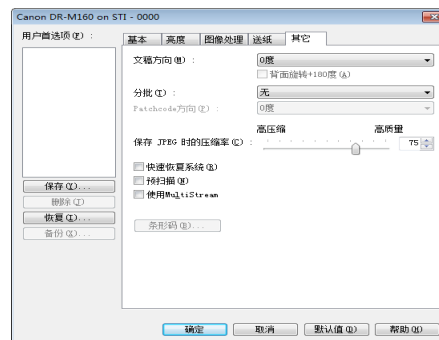 Canon DR-M160 on STI - 0000
用户首选项(P):
基本 亮度 图像处理 送纸 其它
文稿方向(M):
0度
背面旋转+180度(A)
分批(T):
无
Patchcode方向(P):
0度
高压缩 高质量
保存 JPEG 时的压缩率(C):
75
快速恢复系统(R)
预扫描(N)
使用MultiStream
条形码(B)...
保存(V)...
删除(J)
恢复(E)...
备份(X)...
确定 取消 默认值(D) 帮助(H)